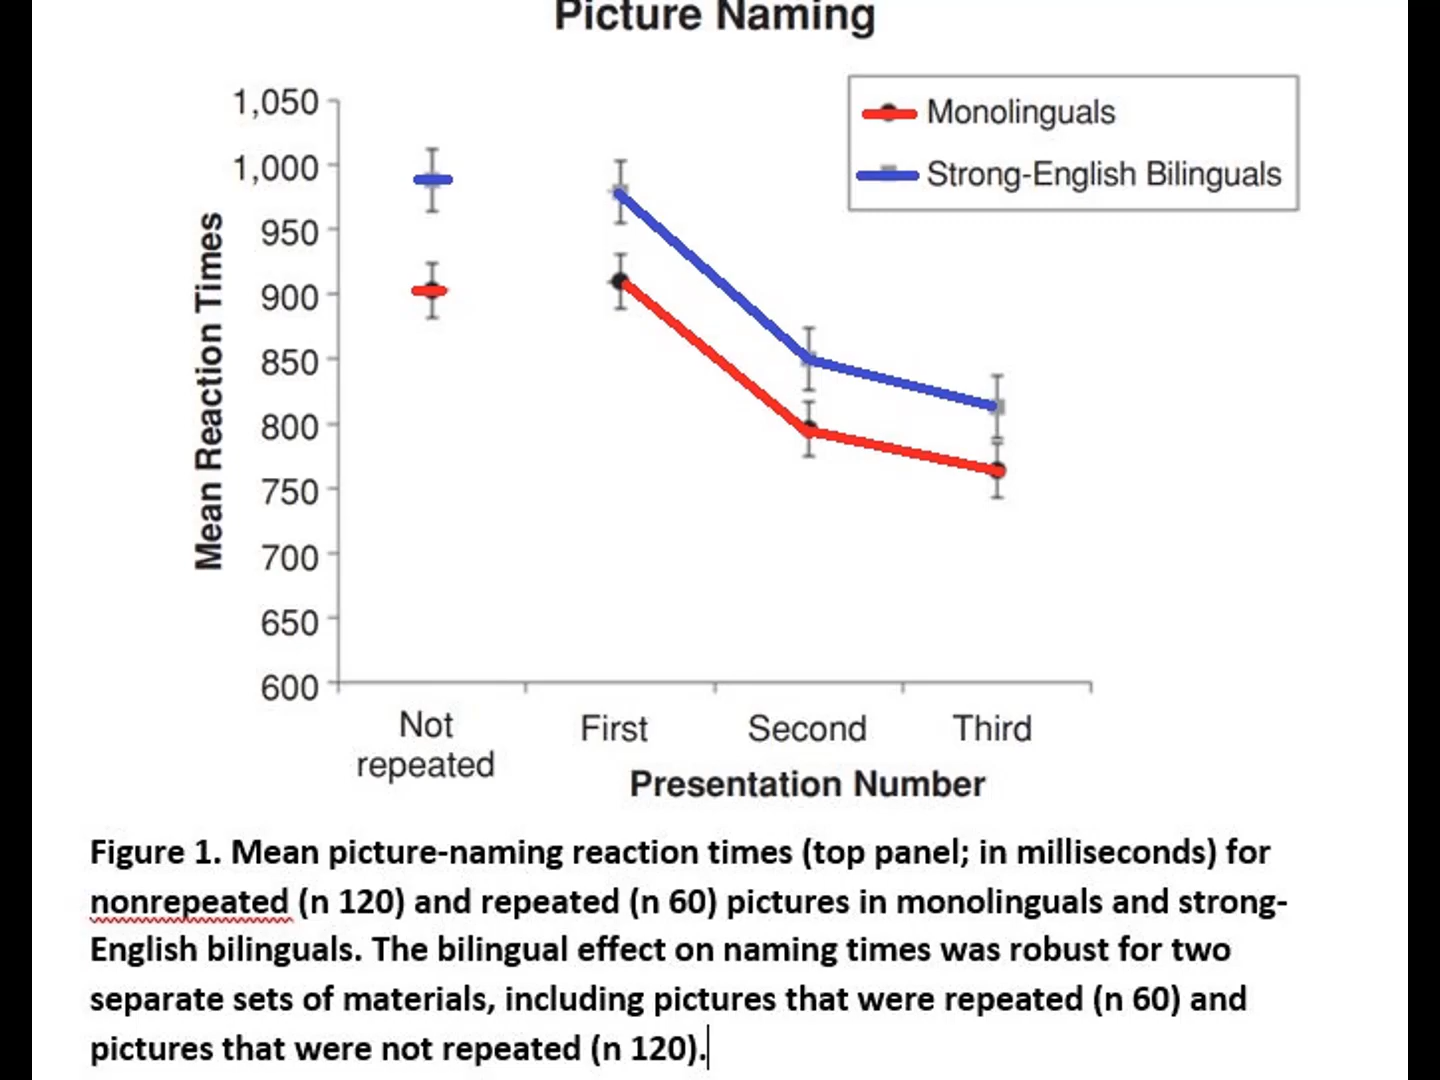 Picture Naming
Monolinguals
Strong-English Bilinguals
1,050
1,000
950
900
850
800
750
700
650
600
Mean Reaction Times
Not
repeated
First
Second
Third
Presentation Number
Figure 1. Mean picture-naming reaction times (top panel; in milliseconds) for
nonrepeated (n 120) and repeated (n 60) pictures in monolinguals and strong-
English bilinguals. The bilingual effect on naming times was robust for two
separate sets of materials, including pictures that were repeated (n 60) and
pictures that were not repeated (n 120).